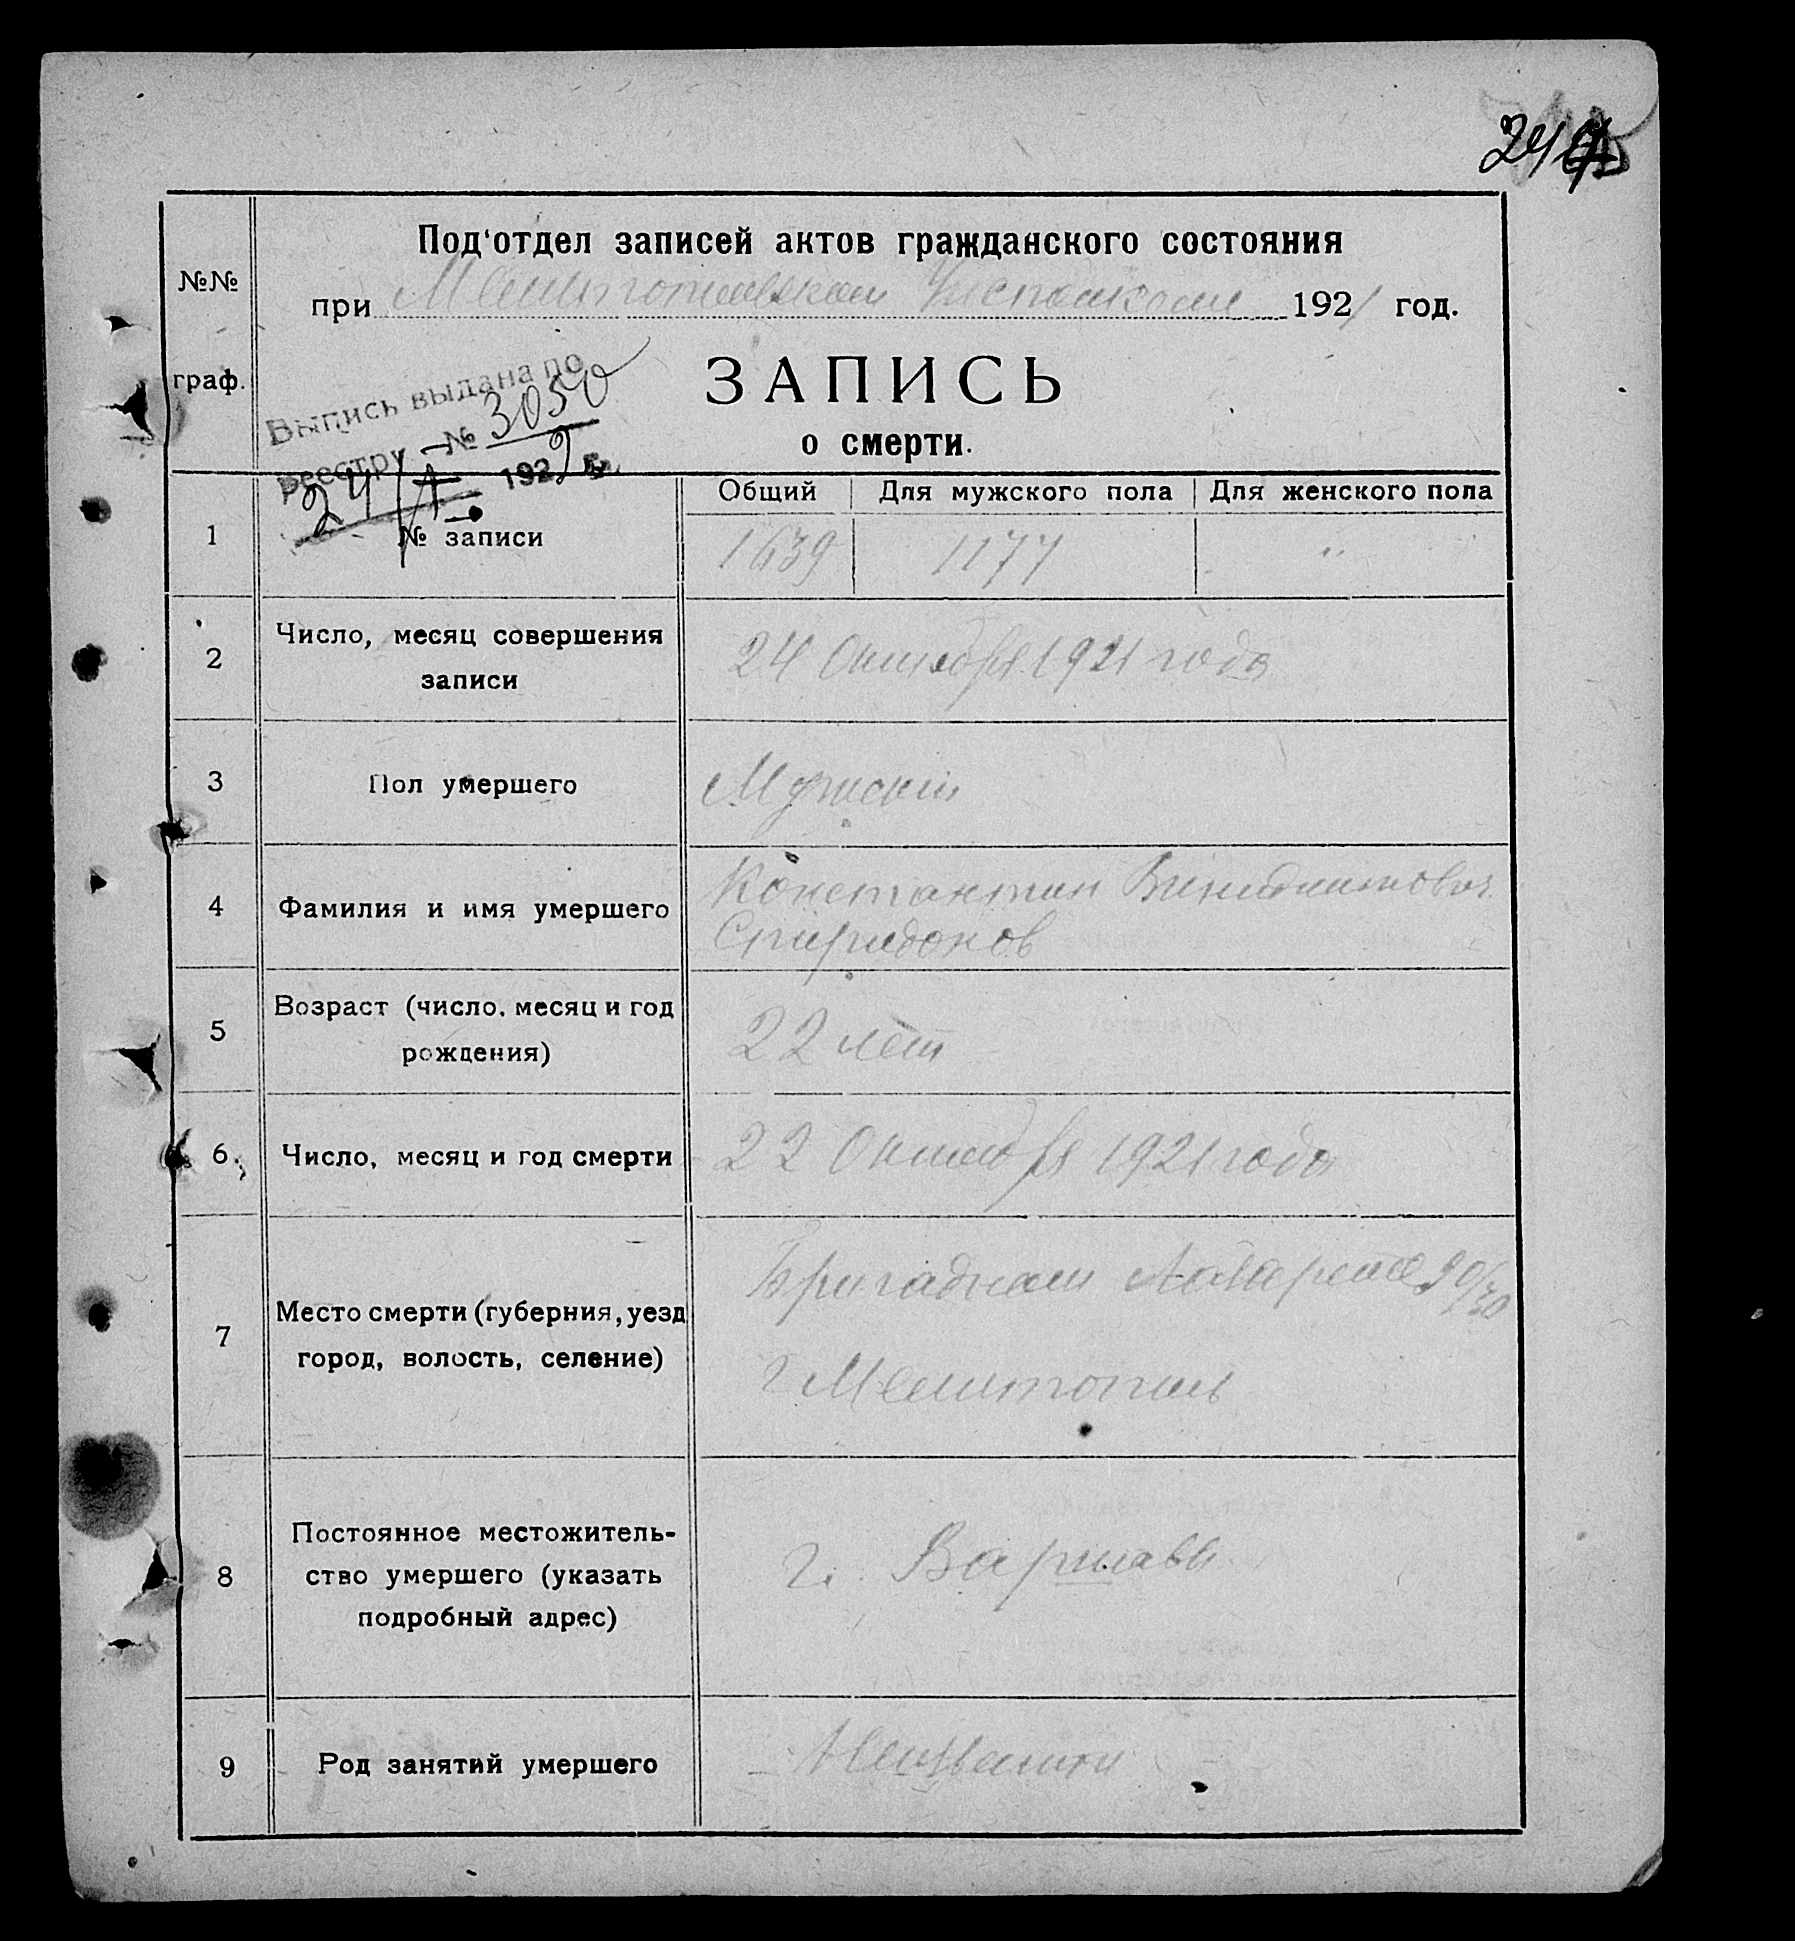 Под‘отдел записей актов гражданского состояния
№№
при Мелитопольском Исполкоме 1921 год.
граф.
Выпись выдана по
реестру № 3050
1929 г.
ЗАПИСЬ
о смерти.
Общий Для мужского пола Для женского пола
1 № записи 1639 1177 "
2 Число, месяц совершения
записи
24 Октября 1921 года
3 Пол умершего Мужской
4 Фамилия и имя умершего
Константин
Спиридонов
5 Возраст (число, месяц и год
рождения)
22 лет
6 Число, месяц и год смерти 22 Октября 1921 года
7 Место смерти (губерния, уезд
город, волость, селение)
Бригадном Лазарете
г Мелитополь
8 Постоянное местожитель-
ство умершего (указать
подробный адрес)
г. Варшавы
9 Род занятий умершего